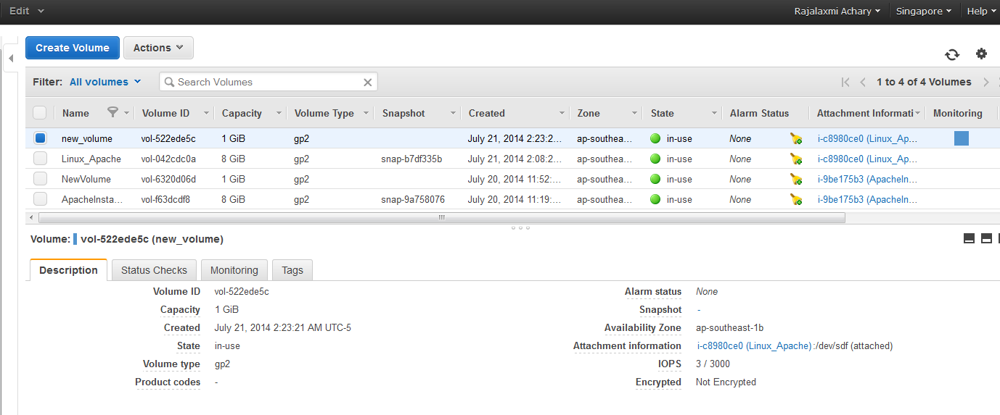 Edit Rajalaxmi Achary Singapore Help
Create Volume Actions
Filter: All volumes Search Volumes 1 to 4 of 4 Volumes
Name Volume ID Capacity Volume Type Snapshot Created Zone State Alarm Status Attachment Informati Monitoring
new_volume vol-522ede5c 1 GiB gp2 July 21, 2014 2:23:2... ap-southea... in-use None i-c8980ce0 (Linux_Ap...
Linux_Apache vol-042cdc0a 8 GiB gp2 snap-b7df335b July 21, 2014 2:08:2... ap-southea... in-use None i-c8980ce0 (Linux_Ap...
NewVolume vol-6320d06d 1 GiB gp2 July 20, 2014 11:52:... ap-southea... in-use None i-9be175b3 (ApacheIn...
ApacheInsta... vol-f63dcdf8 8 GiB gp2 snap-9a758076 July 20, 2014 11:19:... ap-southea... in-use None i-9be175b3 (ApacheIn...
Volume: vol-522ede5c (new_volume)
Description Status Checks Monitoring Tags
Volume ID vol-522ede5c Alarm status None
Capacity 1 GiB Snapshot -
Created July 21, 2014 2:23:21 AM UTC-5 Availability Zone ap-southeast-1b
State in-use Attachment information i-c8980ce0 (Linux_Apache):/dev/sdf (attached)
Volume type gp2 IOPS 3 / 3000
Product codes - Encrypted Not Encrypted